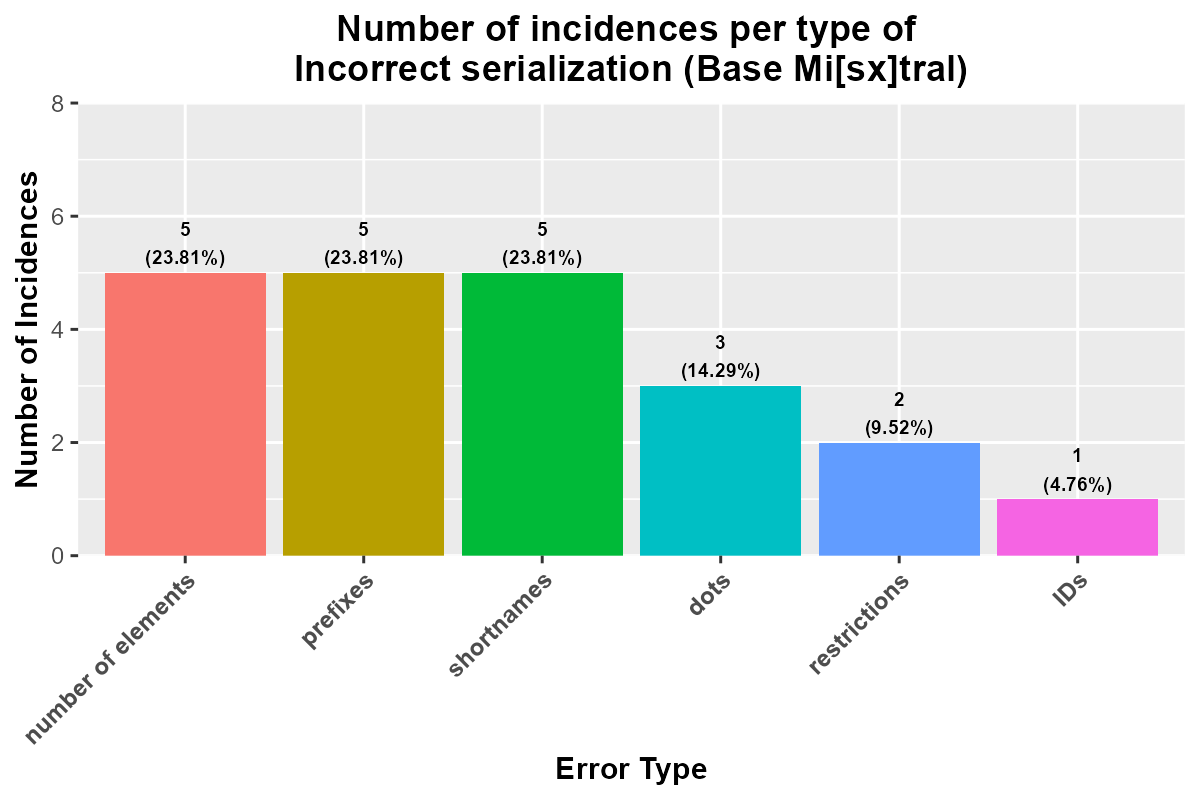 Number of incidences per type of
Incorrect serialization (Base Mi[sx]tral)
Number of Incidences
8
6
4
2
0
5
(23.81%)
5
(23.81%)
5
(23.81%)
3
(14.29%)
2
(9.52%)
1
(4.76%)
number of elements
prefixes
shortnames
dots
restrictions
IDs
Error Type